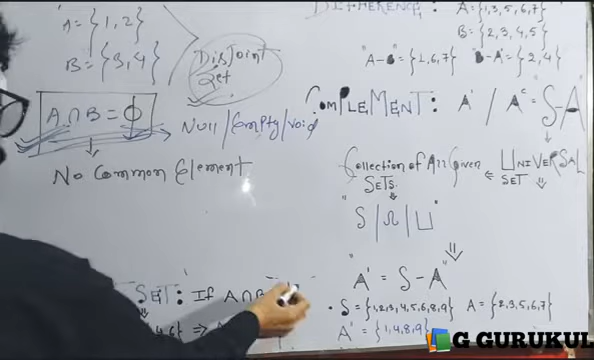 A = {1, 2}
B = {3, 4}
DisJoint
Set
A ∩ B = ϕ
Null / Empty / Void
No Common Element
SET: If A ∩ B
DIFFERENCE:
A = {1, 3, 5, 6, 7}
B = {2, 3, 4, 5}
= {1, 6, 7} "B - A" = {2, 4}
COMPLEMENT: A' / Aᶜ = S - A
Collection of All Given
SETS
UNIVERSAL
SET
"S / Ω / U"
"A' = S - A"
S = {1, 2, 3, 4, 5, 6, 8, 9} A = {2, 3, 5, 6, 7}
A' = {1, 4, 8, 9}
G GURUKUL